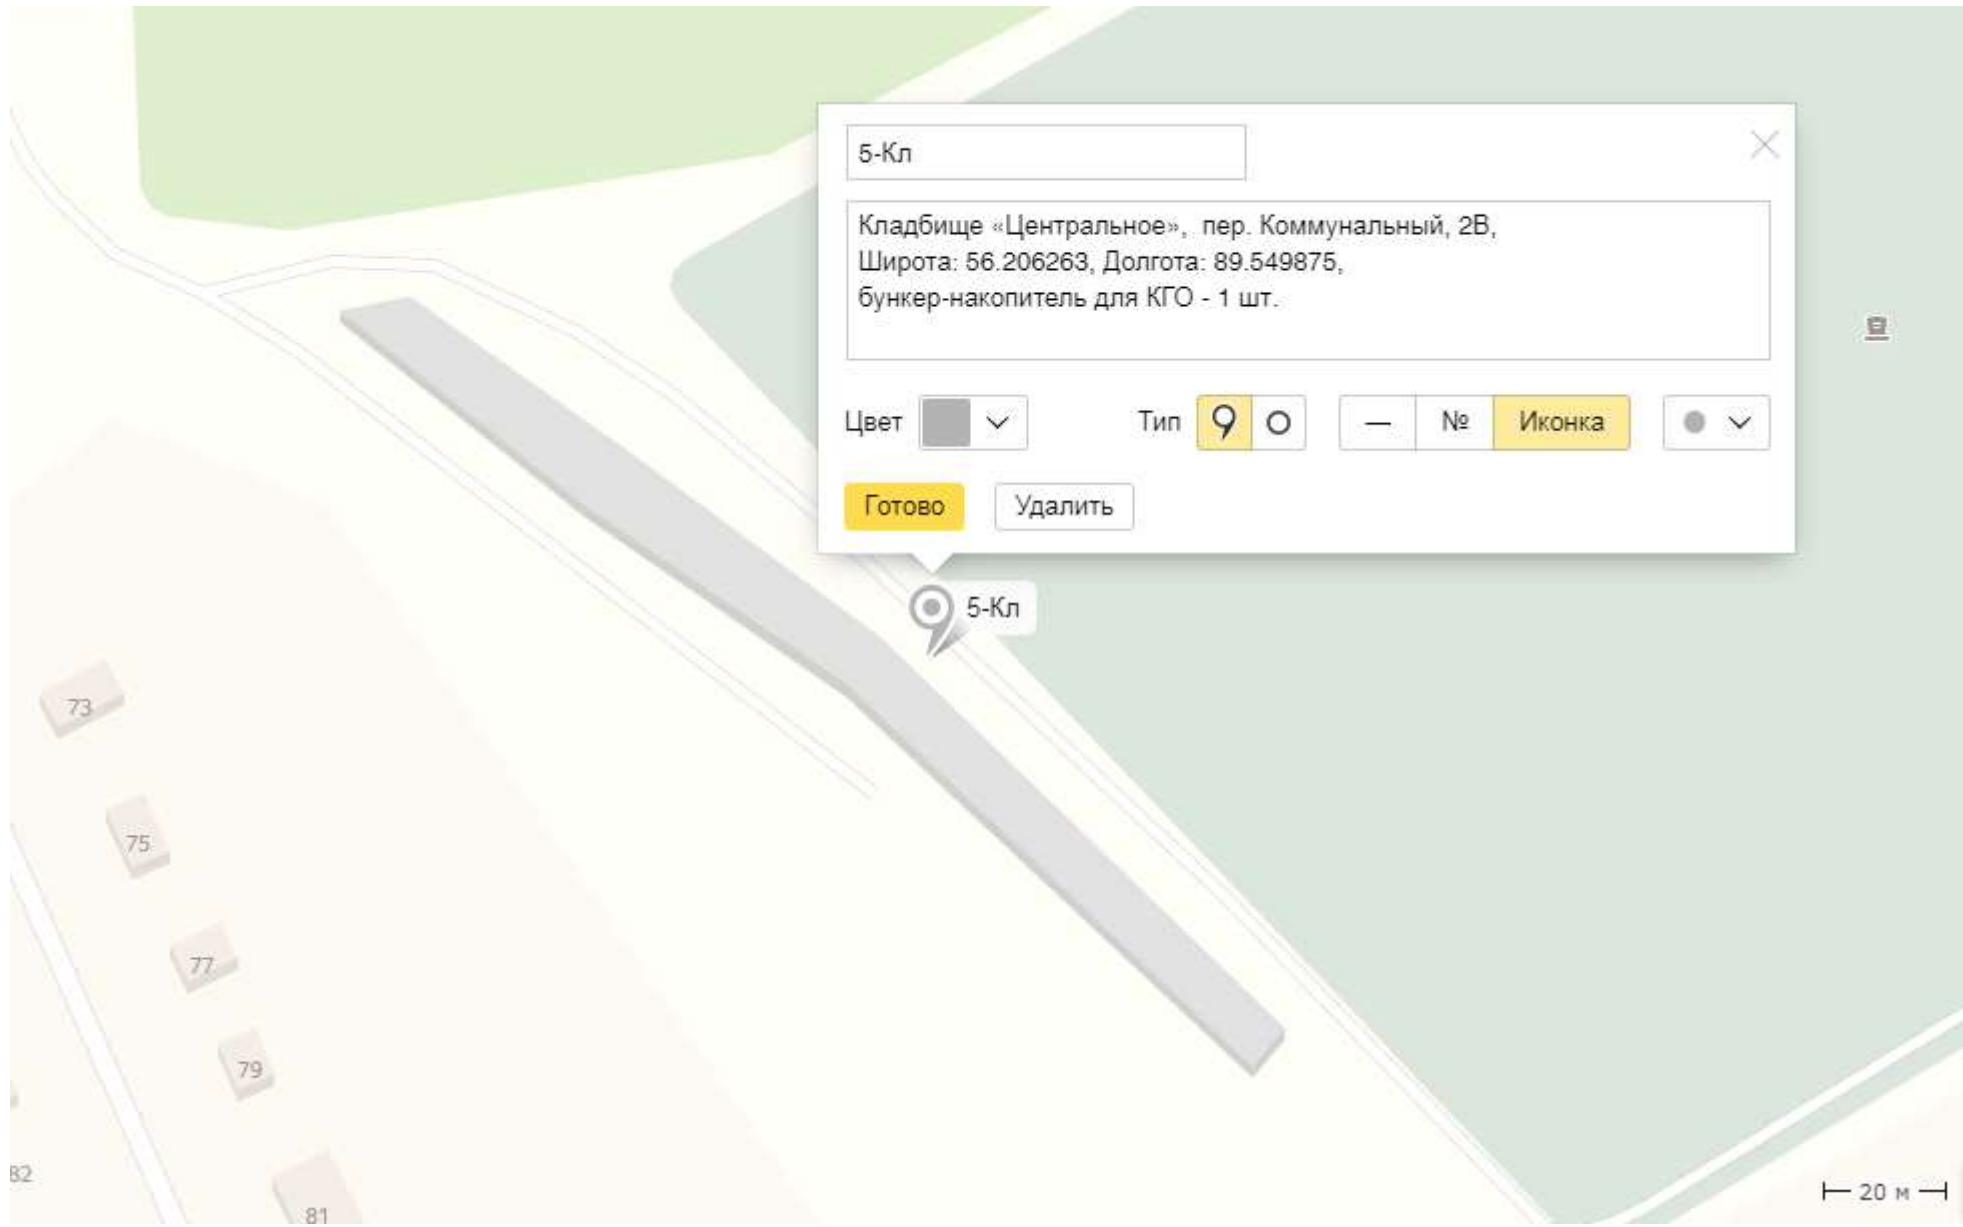 5-Кл
Кладбище «Центральное», пер. Коммунальный, 2В,
Широта: 56.206263, Долгота: 89.549875,
бункер-накопитель для КГО - 1 шт.
Цвет
Тип
№
Иконка
Готово
Удалить
5-Кл
73
75
77
79
82
81
20 м